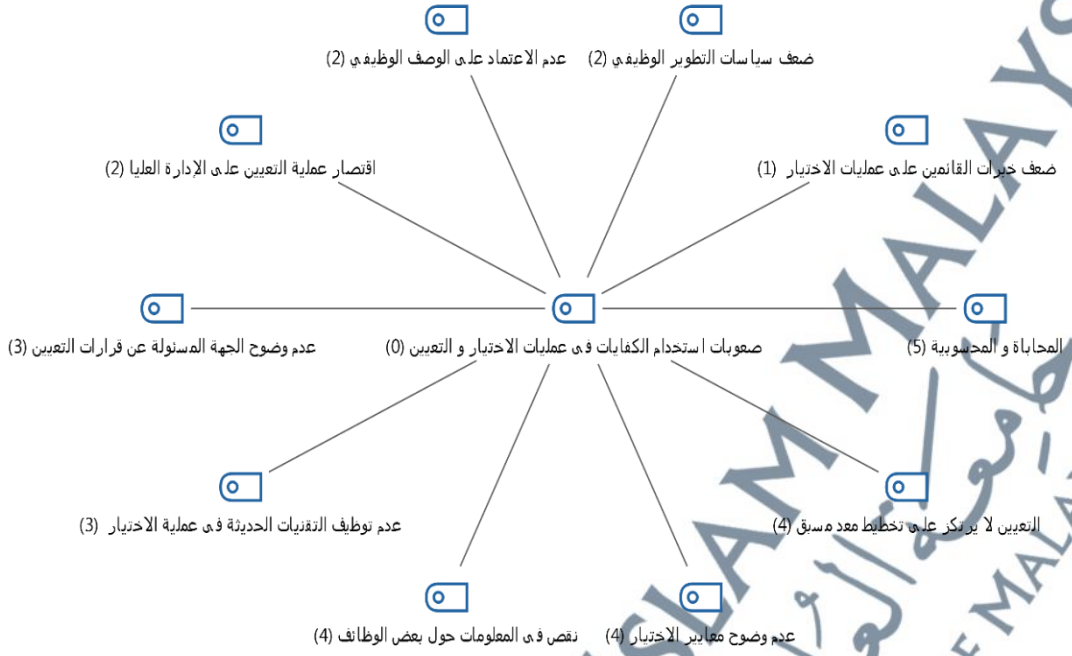 ضعف سياسات التطوير الوظيفي (2)
عدم الاعتماد على الوصف الوظيفي (2)
ضعف خبرات القائمين على عمليات الاختيار (1)
اقتصار عملية التعيين على الإدارة العليا (2)
المحاباة و المحسوبية (5)
صعوبات استخدام الكفايات فى عمليات الاختيار و التعيين (0)
عدم وضوح الجهة المسئولة عن قرارات التعيين (3)
التعيين لا يرتكز على تخطيط معد مسبق (4)
عدم توظيف التقنيات الحديثة فى عملية الاختيار (3)
عدم وضوح معايير الاختيار (4)
نقص فى المعلومات حول بعض الوظائف (4)
ISLAM MALAYS